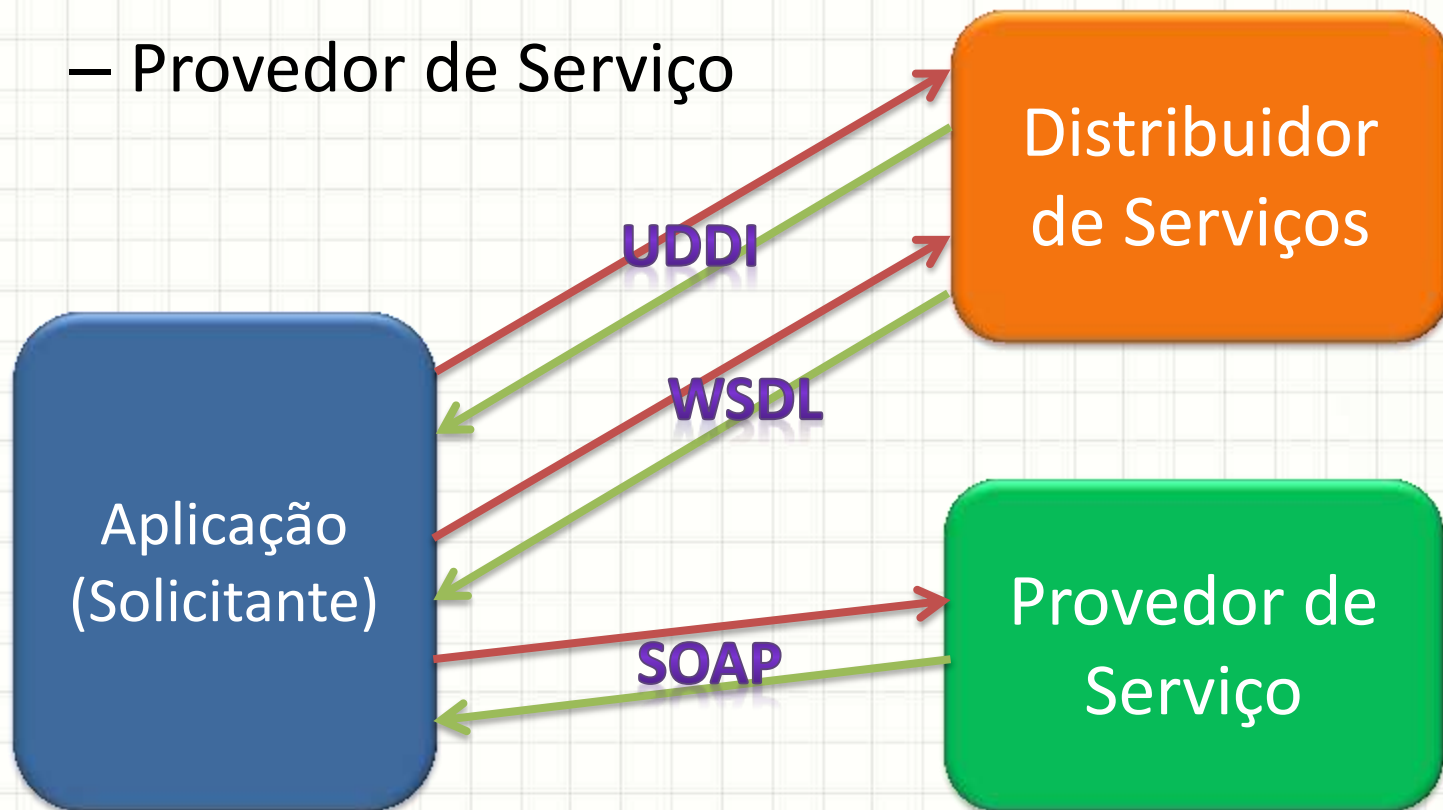 – Provedor de Serviço
Distribuidor
de Serviços
UDDI
WSDL
Aplicação
(Solicitante)
Provedor de
Serviço
SOAP